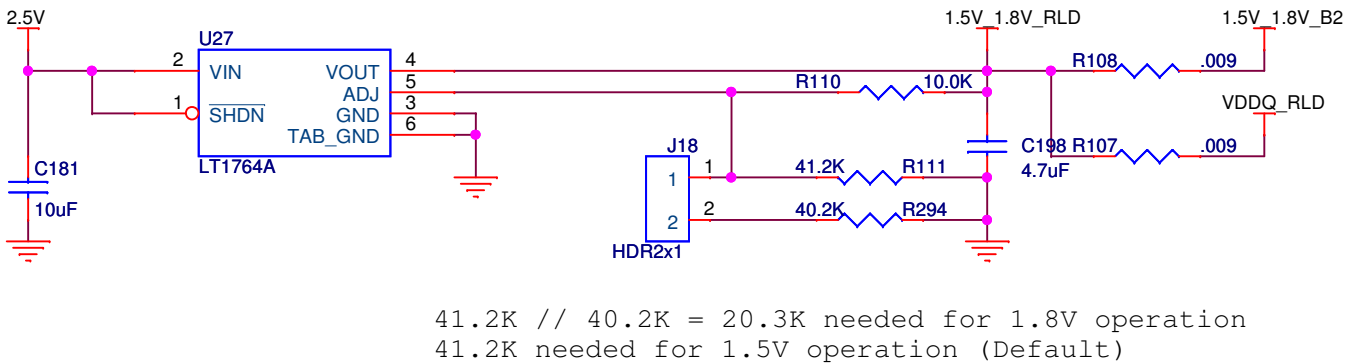 2.5V
1.5V_1.8V_RLD
1.5V_1.8V_B2
U27
2 VIN
VOUT 4
R108 .009
ADJ 5
R110 10.0K
1 SHDN
GND 3
VDDQ_RLD
TAB_GND 6
LT1764A
J18
C198
4.7uF
R107 .009
C181
10uF
1 1
41.2K R111
2 2
40.2K R294
HDR2x1
41.2K // 40.2K = 20.3K needed for 1.8V operation
41.2K needed for 1.5V operation (Default)